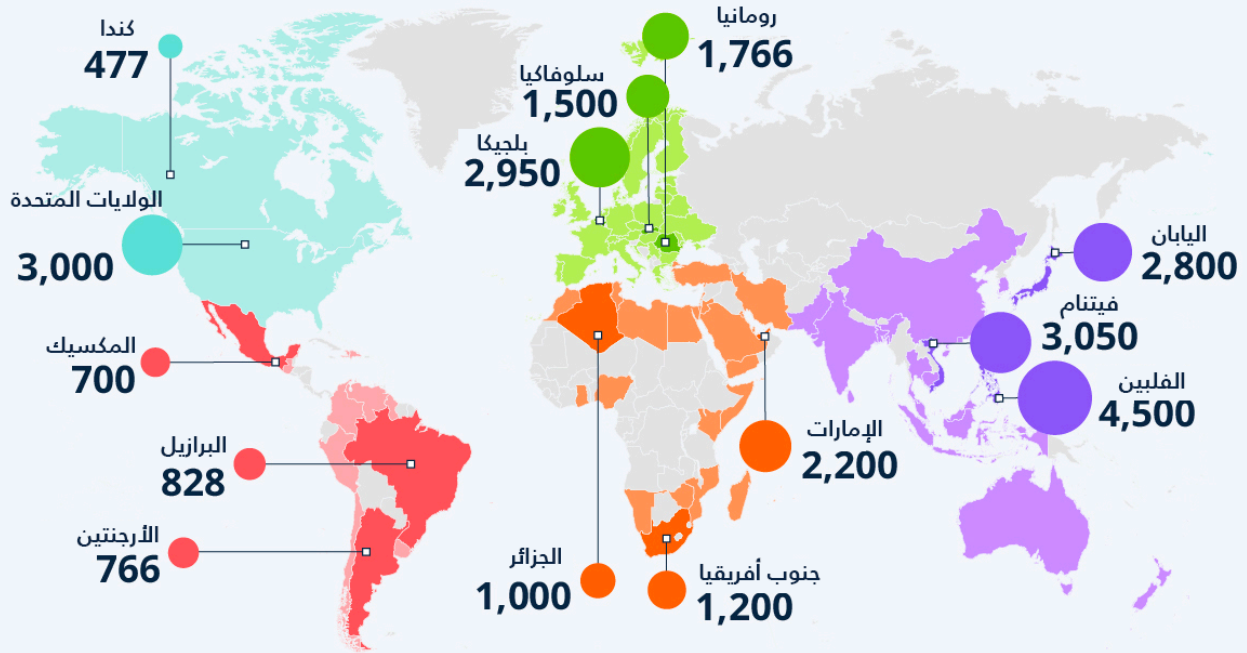 كندا
477
الولايات المتحدة
3,000
المكسيك
700
البرازيل
828
الأرجنتين
766
رومانيا
1,766
سلوفاكيا
1,500
بلجيكا
2,950
الجزائر
1,000
جنوب أفريقيا
1,200
الإمارات
2,200
اليابان
2,800
فيتنام
3,050
الفلبين
4,500